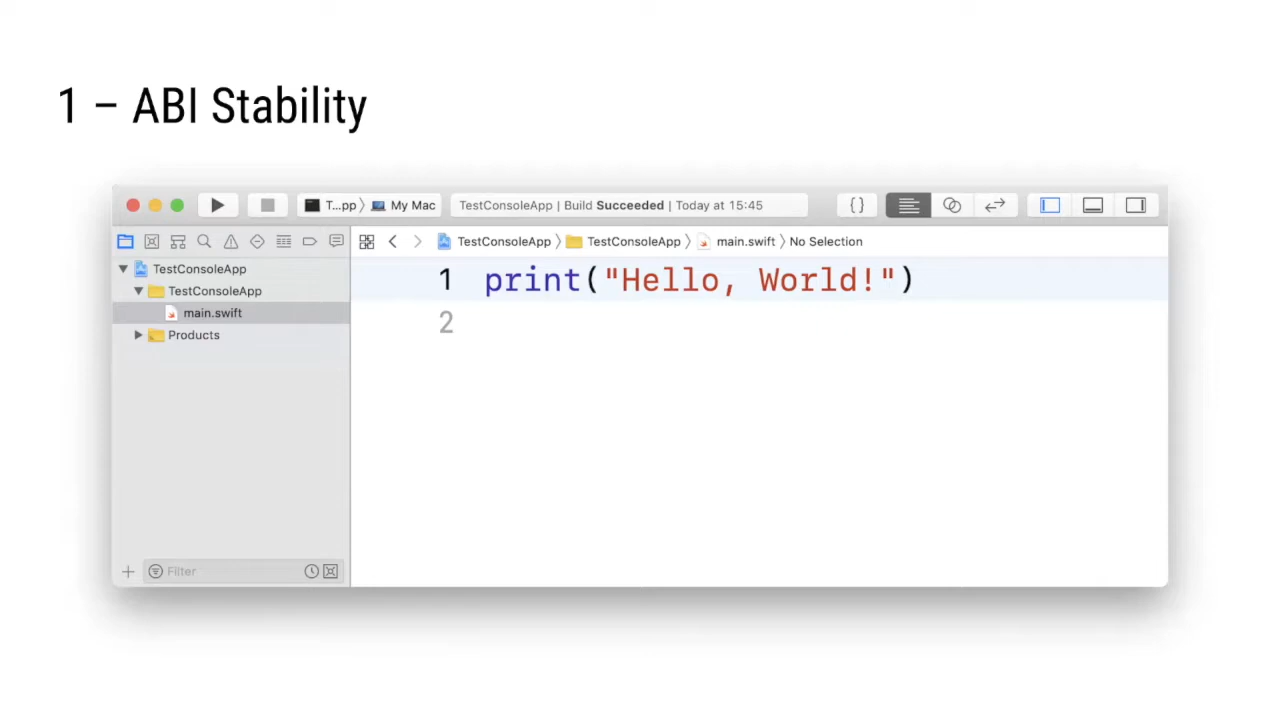 1 – ABI Stability
T...pp 〉 My Mac
TestConsoleApp | Build Succeeded | Today at 15:45
{}
TestConsoleApp 〉 TestConsoleApp 〉 main.swift 〉 No Selection
TestConsoleApp
TestConsoleApp
main.swift
Products
1 print("Hello, World!")
2
Filter